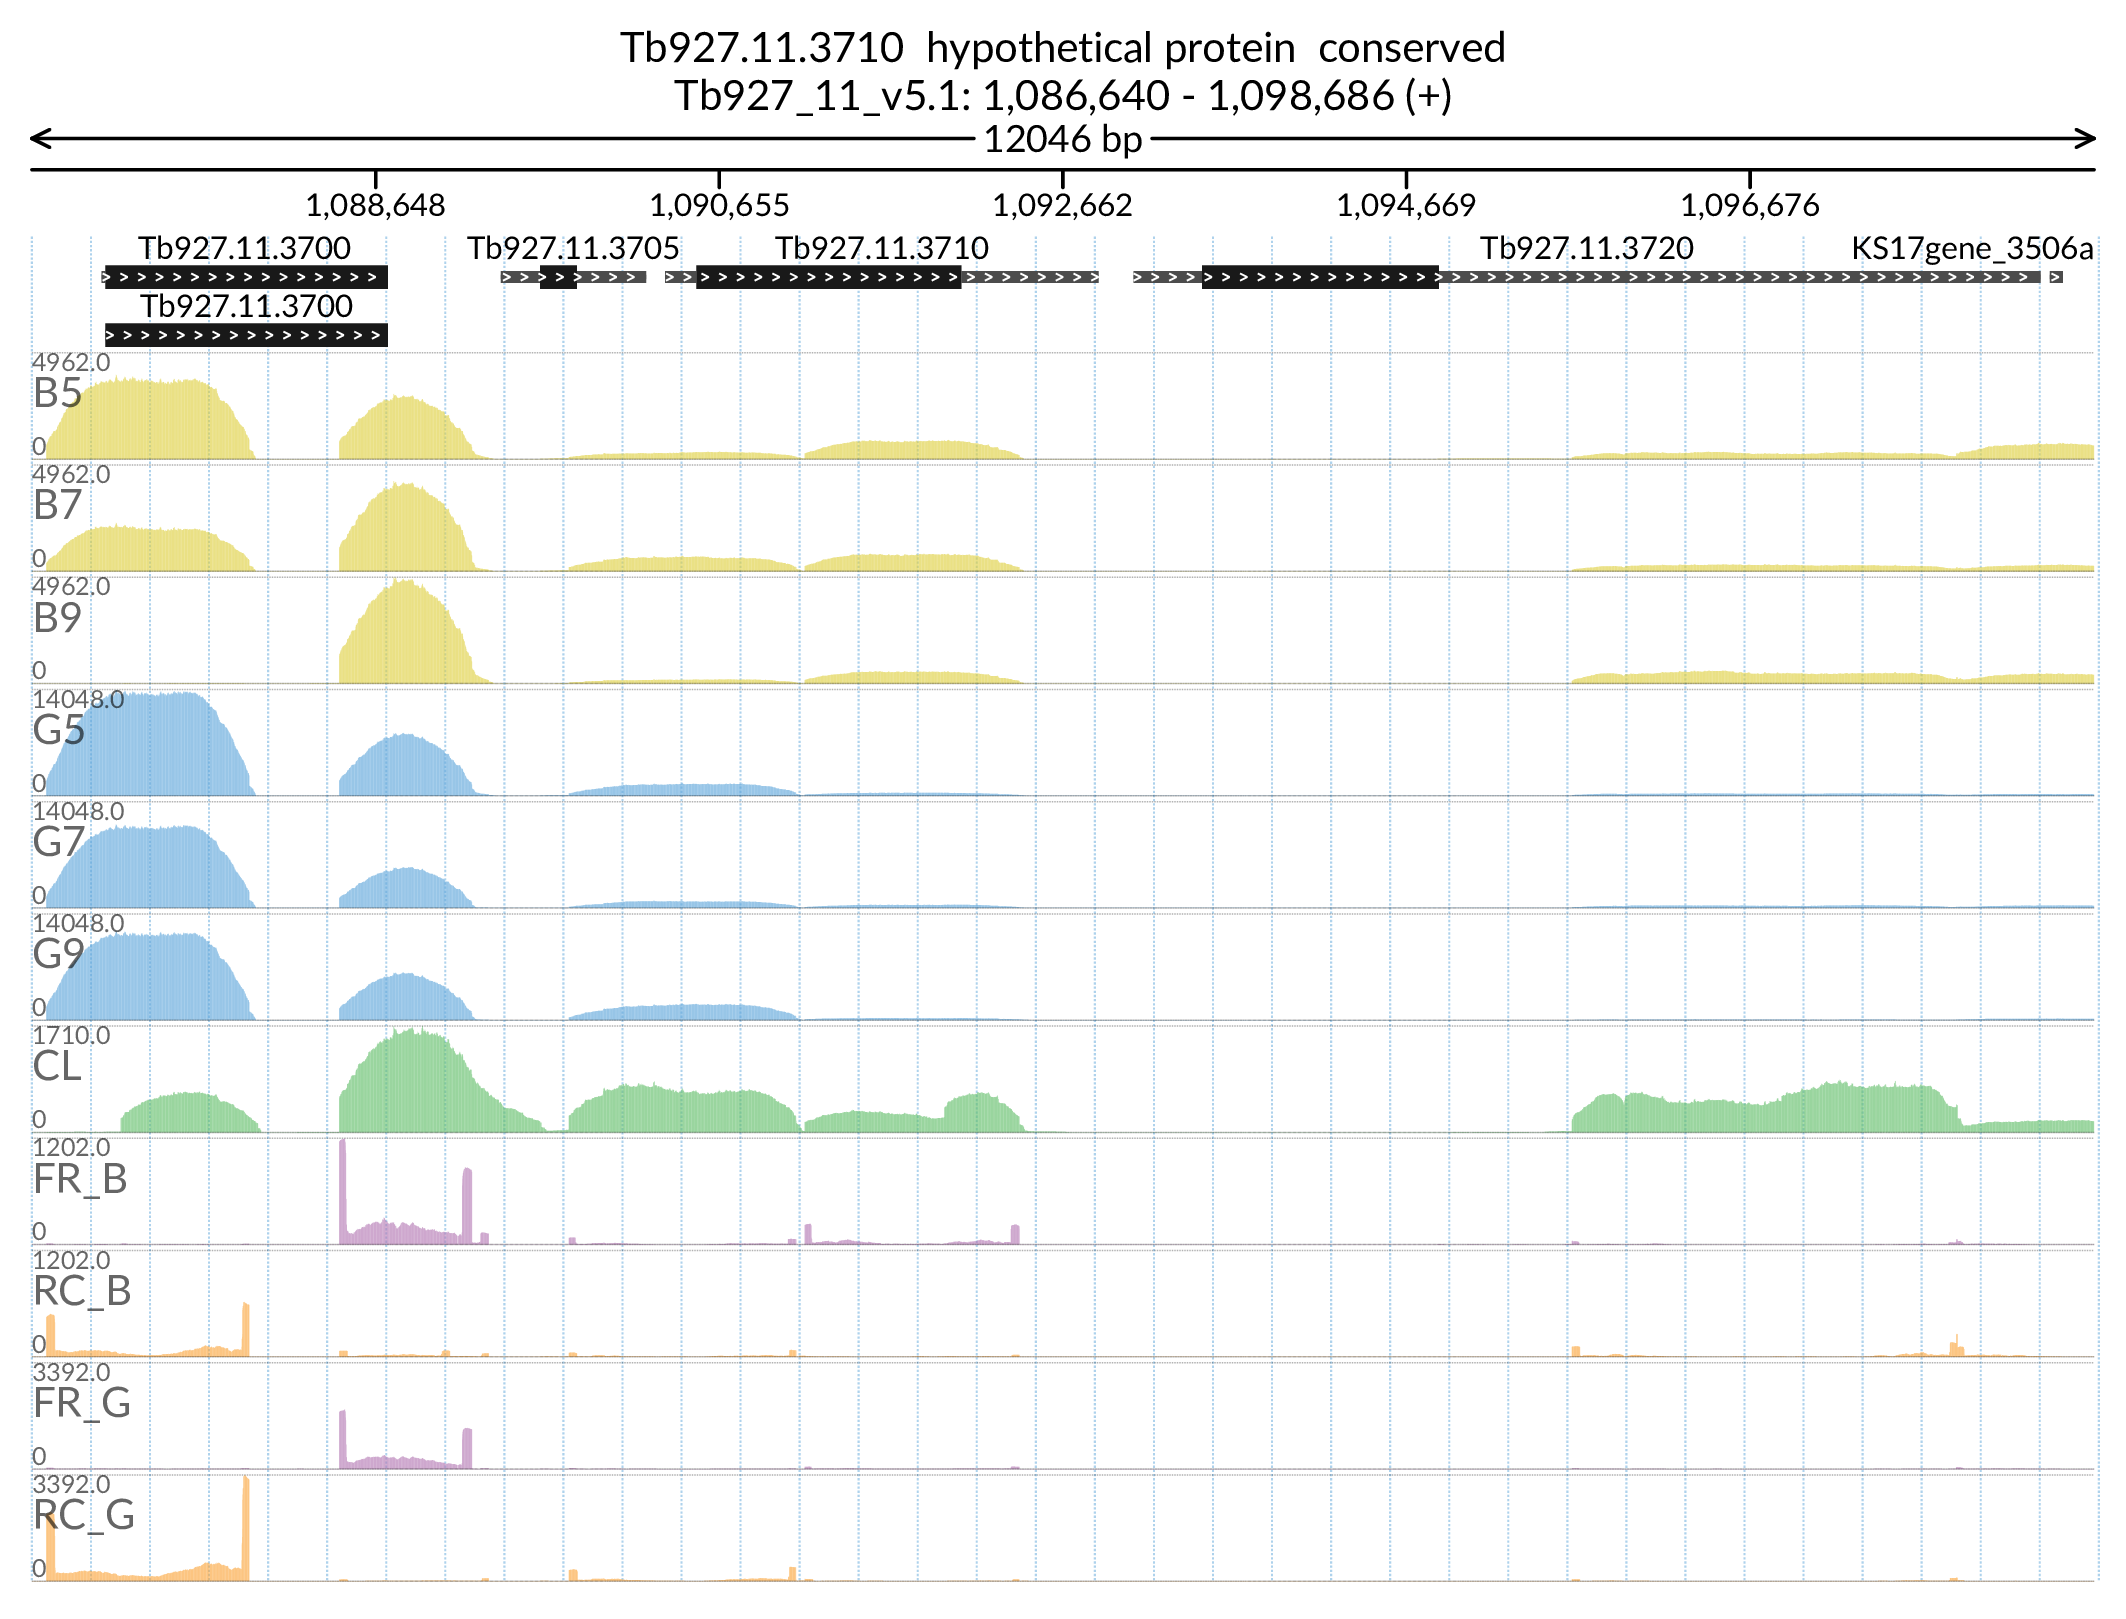 Tb927.11.3710 hypothetical protein conserved
Tb927_11_v5.1: 1,086,640 - 1,098,686 (+)
12046 bp
1,088,648 1,090,655 1,092,662 1,094,669 1,096,676
Tb927.11.3700 Tb927.11.3705 Tb927.11.3710 Tb927.11.3720 KS17gene_3506a
Tb927.11.3700
4962.0
B5
0
4962.0
B7
0
4962.0
B9
0
14048.0
G5
0
14048.0
G7
0
14048.0
G9
0
1710.0
CL
0
1202.0
FR_B
0
1202.0
RC_B
0
3392.0
FR_G
0
3392.0
RC_G
0